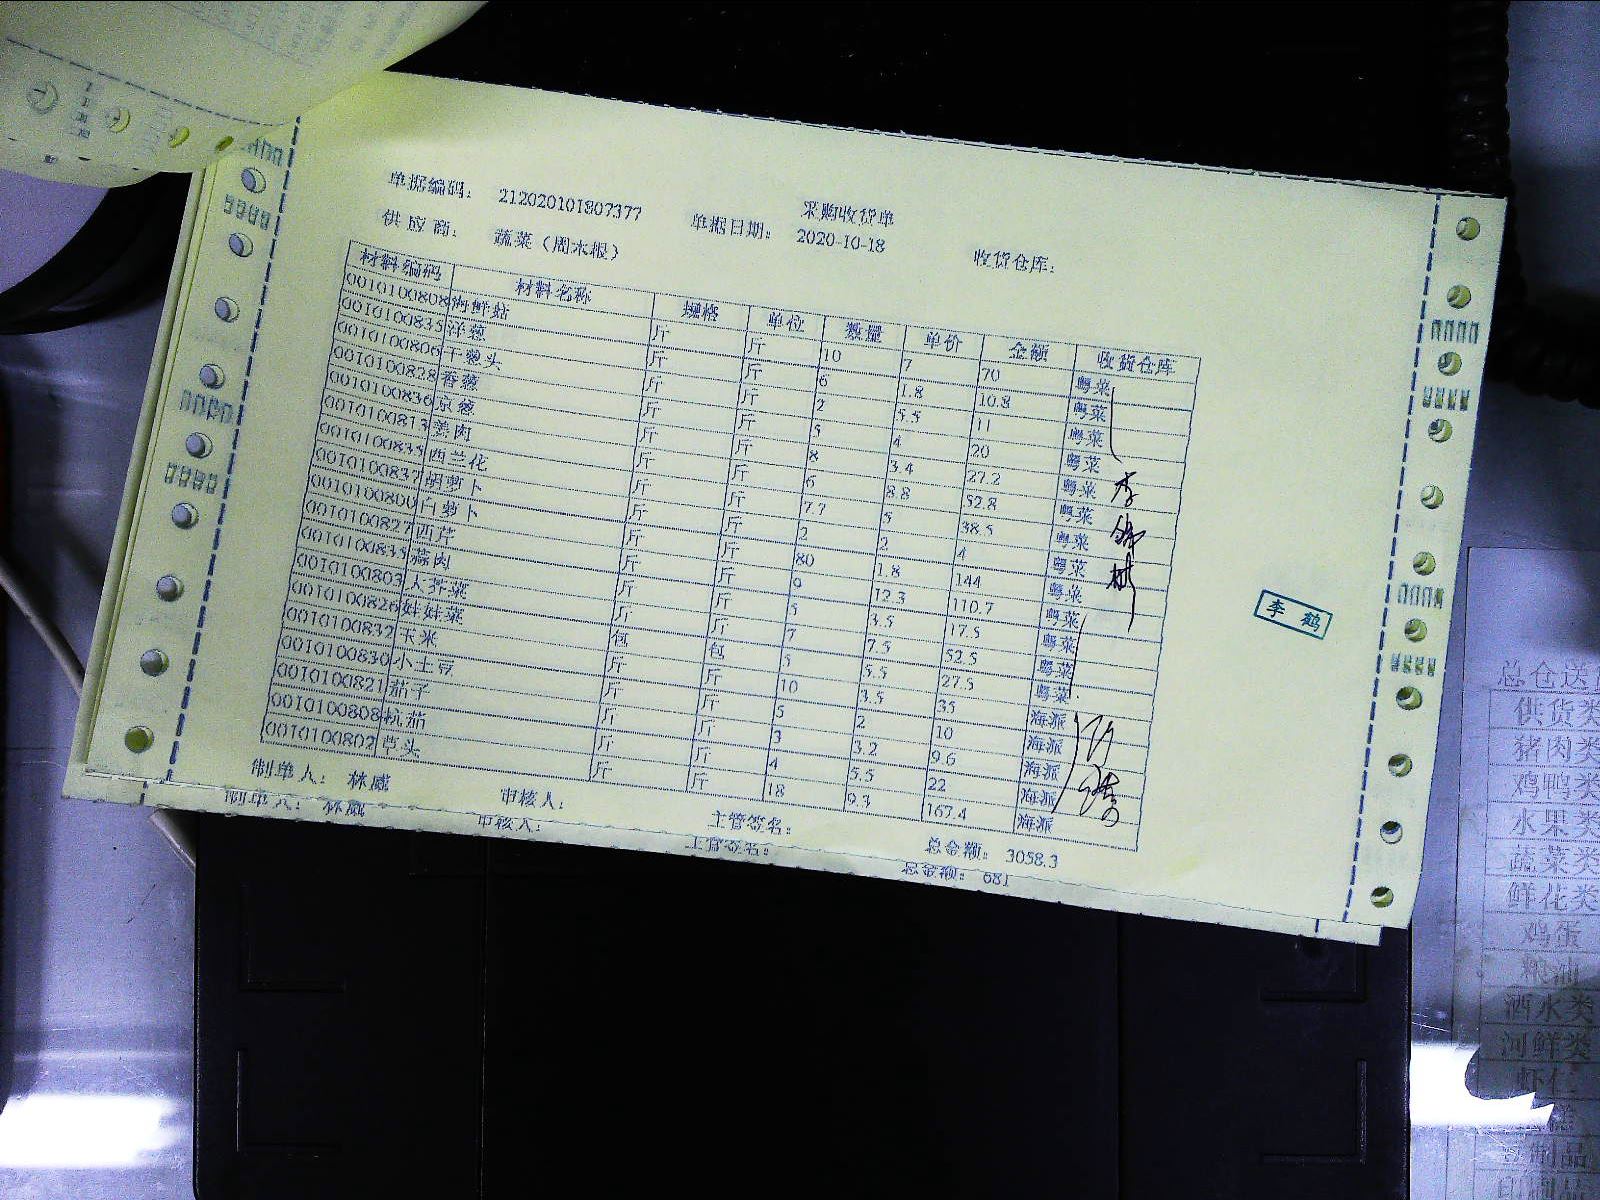 采购收货单
单据编码： 212020101807377 单据日期： 2020-10-18 收货仓库：
供应商： 蔬菜（周木根）
材料编码 材料名称 规格 单位 数量 单价 金额 收货仓库
0010100808 海鲜菇 斤 斤 10 7 70 粤菜
0010100835 洋葱 斤 斤 6 1.8 10.8 粤菜
0010100806 干葱头 斤 斤 2 5.5 11 粤菜
0010100828 香葱 斤 斤 5 4 20 粤菜
0010100836 京葱 斤 斤 8 3.4 27.2 粤菜
0010100813 姜肉 斤 斤 6 8.8 52.8 粤菜
0010100835 西兰花 斤 斤 7.7 5 38.5 粤菜
0010100837 胡萝卜 斤 斤 2 2 4 粤菜
0010100800 白萝卜 斤 斤 80 1.8 144 粤菜
0010100827 西芹 斤 斤 9 12.3 110.7 粤菜
0010100835 蒜肉 斤 斤 5 3.5 17.5 粤菜
0010100803 大芥菜 斤 斤 7 7.5 52.5 粤菜
0010100826 娃娃菜 包 包 5 5.5 27.5 粤菜
0010100832 玉米 斤 斤 10 3.5 35 海派
0010100830 小土豆 斤 斤 5 2 10 海派
0010100821 茄子 斤 斤 3 3.2 9.6 海派
0010100808 杭茄 斤 斤 4 5.5 22 海派
0010100802 草头 斤 斤 18 9.3 167.4 海派
李鹤
制单人： 林威 审核人： 主管签名： 总金额： 3058.3
制单人： 林威 审核人： 主管签名： 总金额： 681
总仓送
供货类
猪肉类
鸡鸭类
水果类
蔬菜类
鲜花类
鸡蛋
粮油
酒水类
河鲜类
虾仁